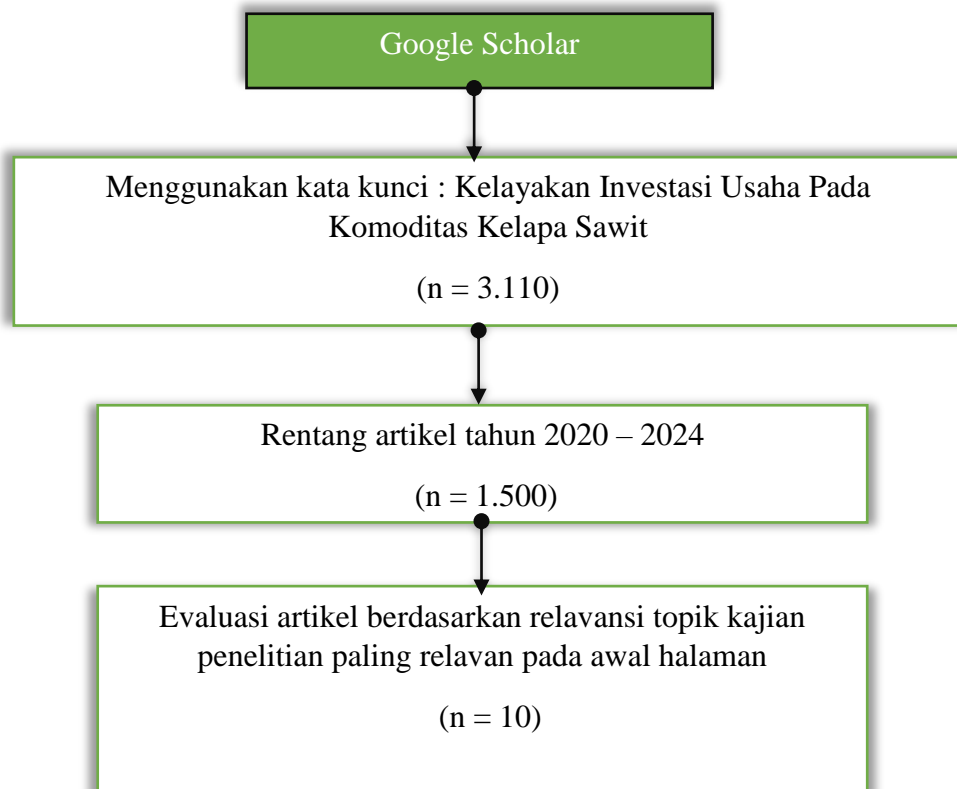 Google Scholar
Menggunakan kata kunci : Kelayakan Investasi Usaha Pada
Komoditas Kelapa Sawit
(n = 3.110)
Rentang artikel tahun 2020 – 2024
(n = 1.500)
Evaluasi artikel berdasarkan relavansi topik kajian
penelitian paling relavan pada awal halaman
(n = 10)